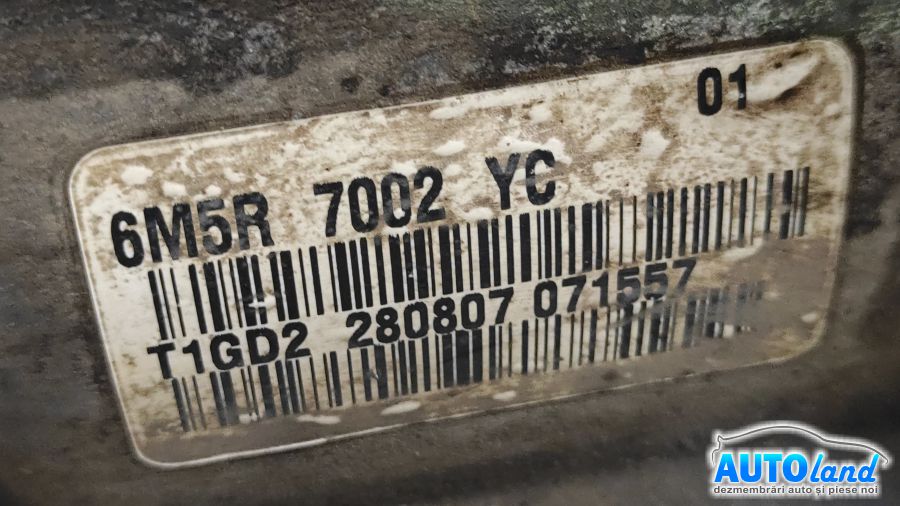 01
6M5R 7002 YC
T1GD2 280807 071557
AUTOland
dezmembrări auto și piese noi